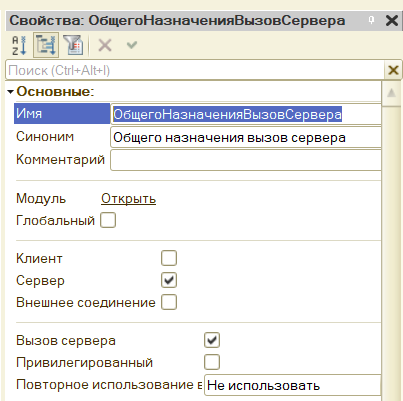 Свойства: ОбщегоНазначенияВызовСервера
Поиск (Ctrl+Alt+I)
Основные:
Имя ОбщегоНазначенияВызовСервера
Синоним Общего назначения вызов сервера
Комментарий
Модуль Открыть
Глобальный
Клиент
Сервер
Внешнее соединение
Вызов сервера
Привилегированный
Повторное использование в Не использовать